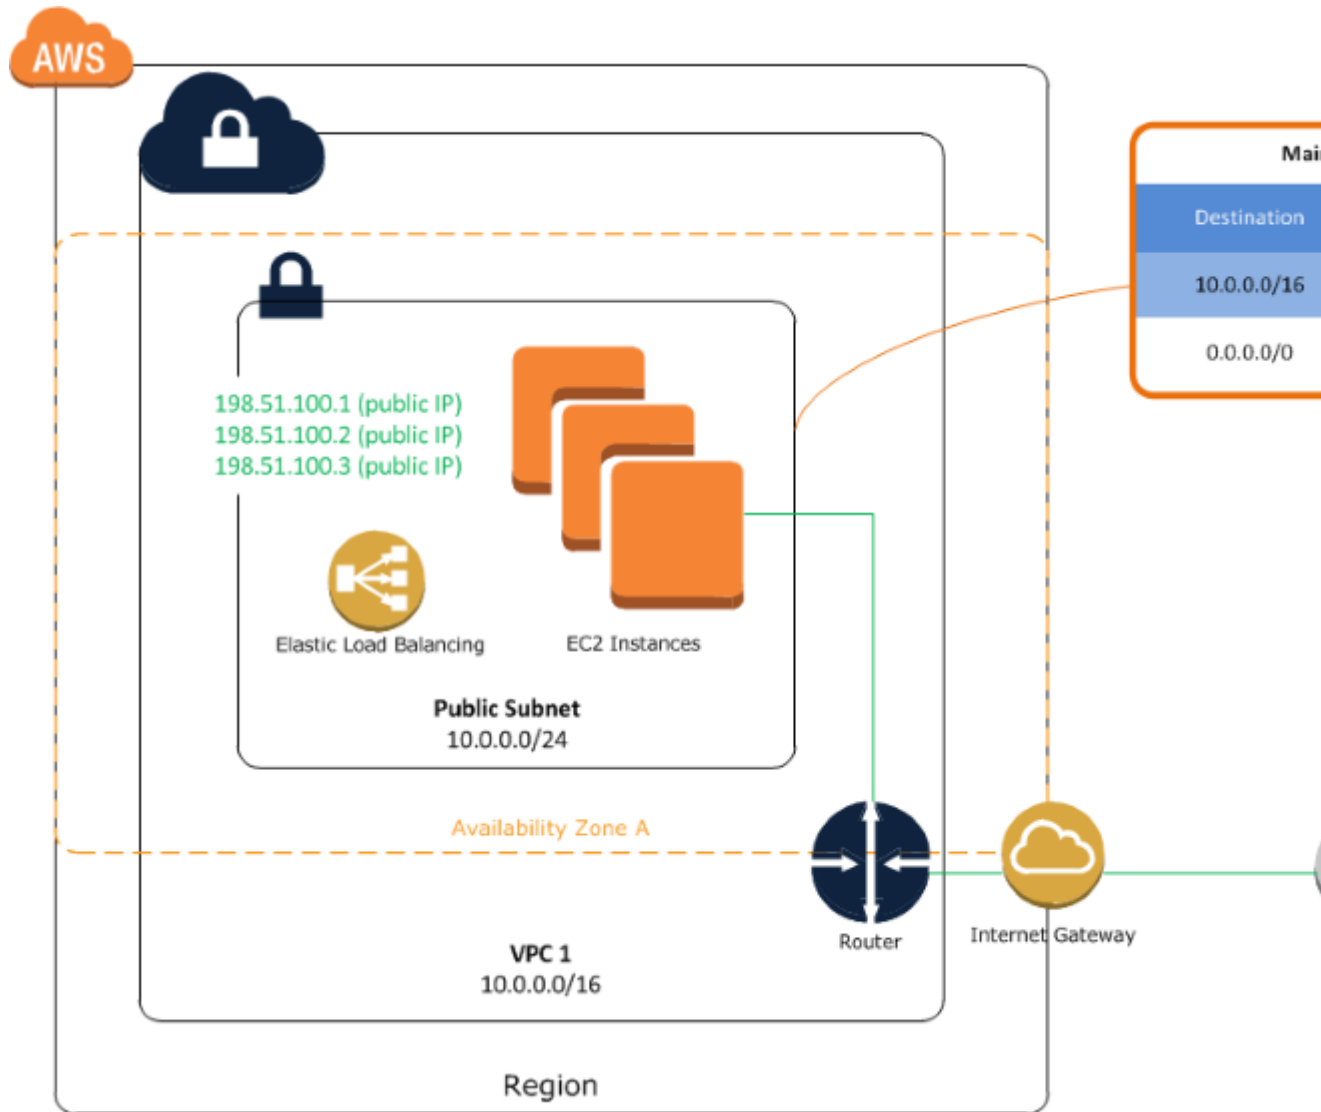 AWS
Mai
Destination
10.0.0.0/16
0.0.0.0/0
198.51.100.1 (public IP)
198.51.100.2 (public IP)
198.51.100.3 (public IP)
Elastic Load Balancing
EC2 Instances
Public Subnet
10.0.0.0/24
Availability Zone A
Router
Internet Gateway
VPC 1
10.0.0.0/16
Region